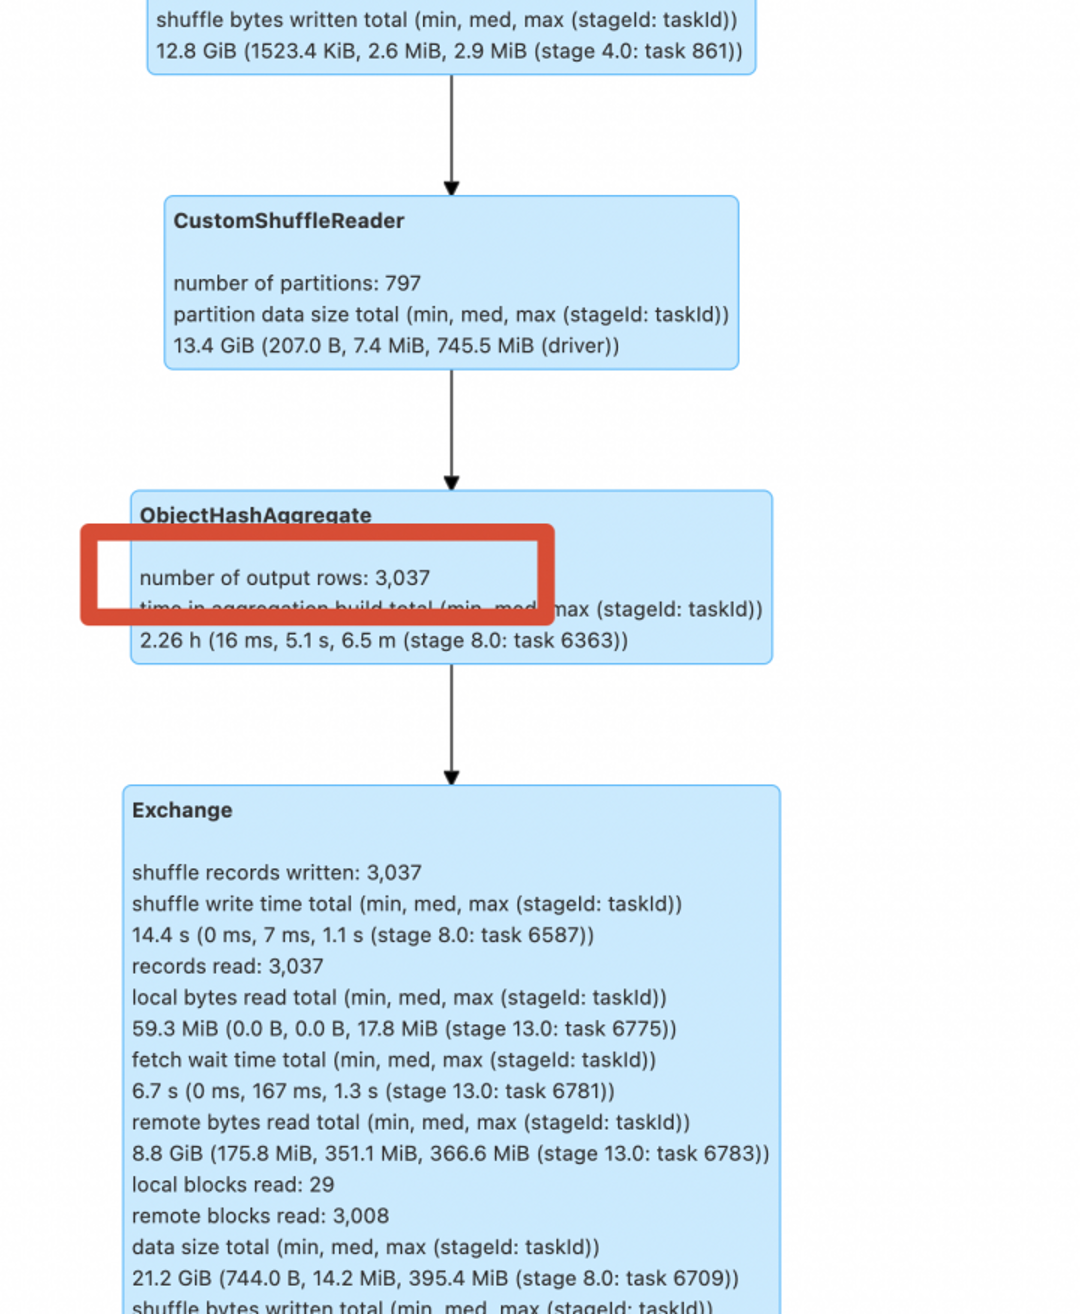 shuffle bytes written total (min, med, max (stageId: taskId))
12.8 GiB (1523.4 KiB, 2.6 MiB, 2.9 MiB (stage 4.0: task 861))
CustomShuffleReader
number of partitions: 797
partition data size total (min, med, max (stageId: taskId))
13.4 GiB (207.0 B, 7.4 MiB, 745.5 MiB (driver))
ObjectHashAggregate
number of output rows: 3,037
time in aggregation build total (min, med, max (stageId: taskId))
2.26 h (16 ms, 5.1 s, 6.5 m (stage 8.0: task 6363))
Exchange
shuffle records written: 3,037
shuffle write time total (min, med, max (stageId: taskId))
14.4 s (0 ms, 7 ms, 1.1 s (stage 8.0: task 6587))
records read: 3,037
local bytes read total (min, med, max (stageId: taskId))
59.3 MiB (0.0 B, 0.0 B, 17.8 MiB (stage 13.0: task 6775))
fetch wait time total (min, med, max (stageId: taskId))
6.7 s (0 ms, 167 ms, 1.3 s (stage 13.0: task 6781))
remote bytes read total (min, med, max (stageId: taskId))
8.8 GiB (175.8 MiB, 351.1 MiB, 366.6 MiB (stage 13.0: task 6783))
local blocks read: 29
remote blocks read: 3,008
data size total (min, med, max (stageId: taskId))
21.2 GiB (744.0 B, 14.2 MiB, 395.4 MiB (stage 8.0: task 6709))
shuffle bytes written total (min, med, max (stageId: taskId))